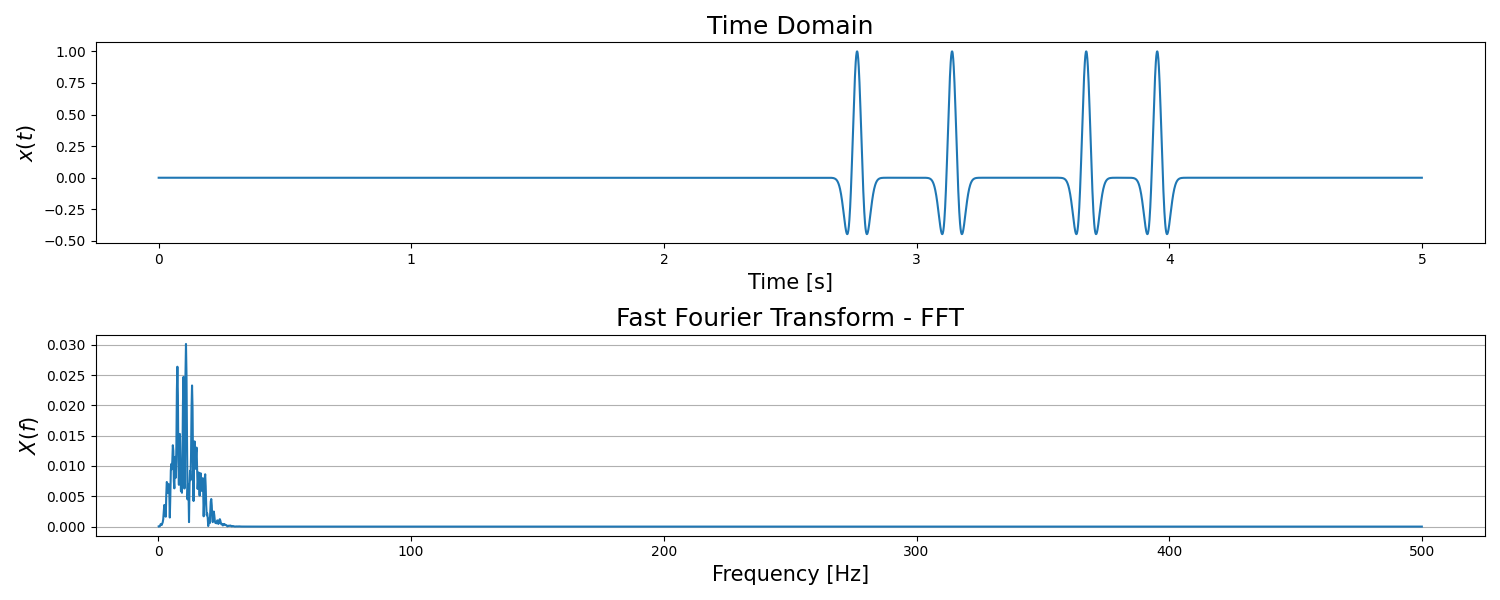 Time Domain
1.00
0.75
0.50
0.25
0.00
−0.25
−0.50
x(t)
0 1 2 3 4 5
Time [s]
Fast Fourier Transform - FFT
0.030
0.025
0.020
0.015
0.010
0.005
0.000
X(f)
0 100 200 300 400 500
Frequency [Hz]